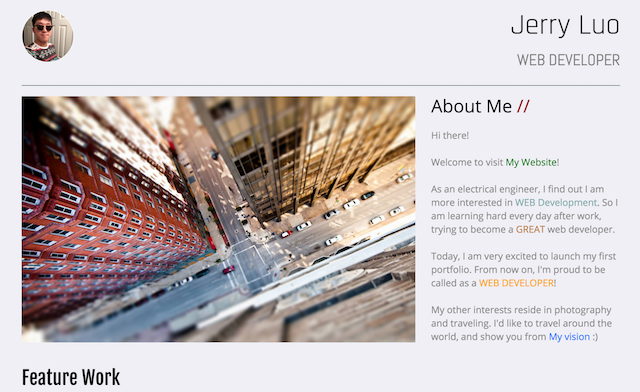 Jerry Luo
WEB DEVELOPER
About Me //
Hi there!
Welcome to visit My Website!
As an electrical engineer, I find out I am
more interested in WEB Development. So I
am learning hard every day after work,
trying to become a GREAT web developer.
Today, I am very excited to launch my first
portfolio. From now on, I'm proud to be
called as a WEB DEVELOPER!
My other interests reside in photography
and traveling. I'd like to travel around the
world, and show you from My vision :)
Feature Work